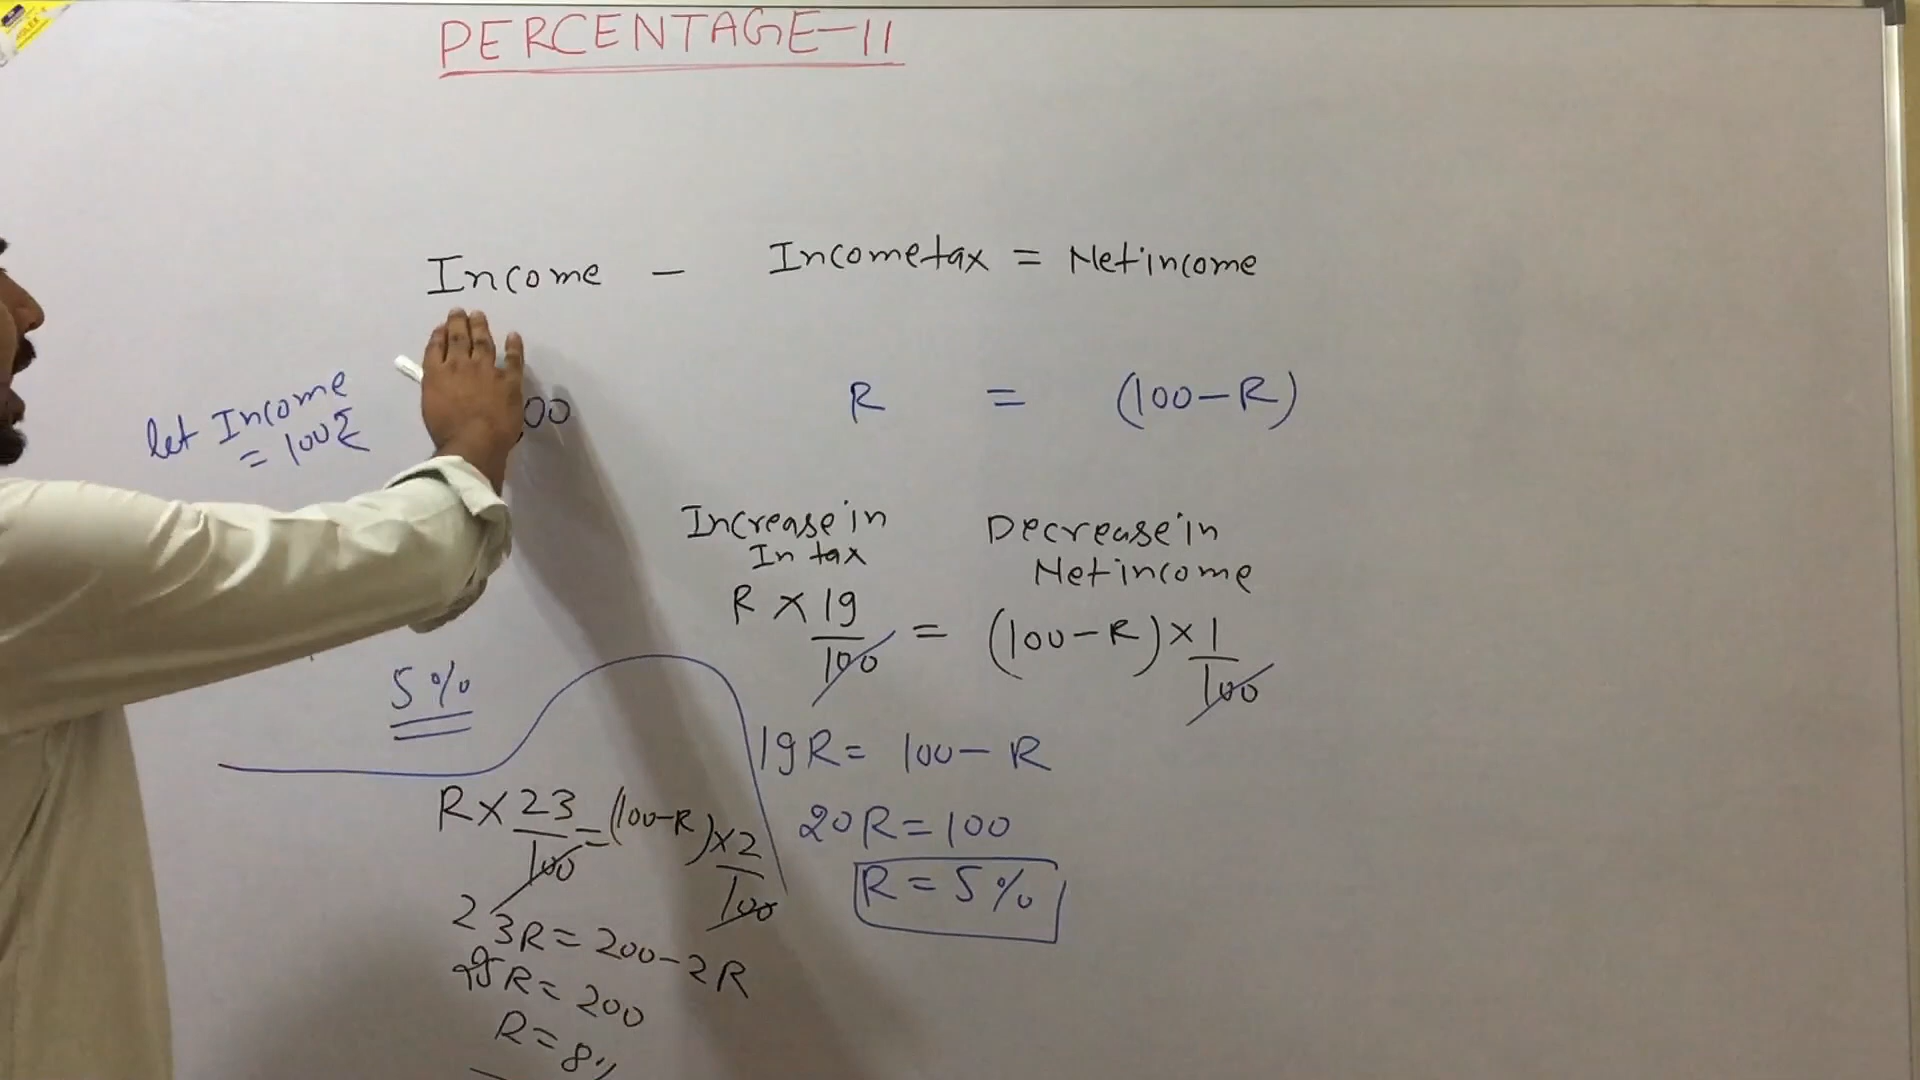 PERCENTAGE-11
Income - Incometax = Netincome
let Income
= 100₹
00 R = (100-R)
Increase in
In tax
Decrease in
Netincome
R × 19/100 = (100-R) × 1/100
5%
19R = 100 - R
20R = 100
R = 5%
R × 23/100 = (100-R) × 2/100
23R = 200 - 2R
25R = 200
R = 8%